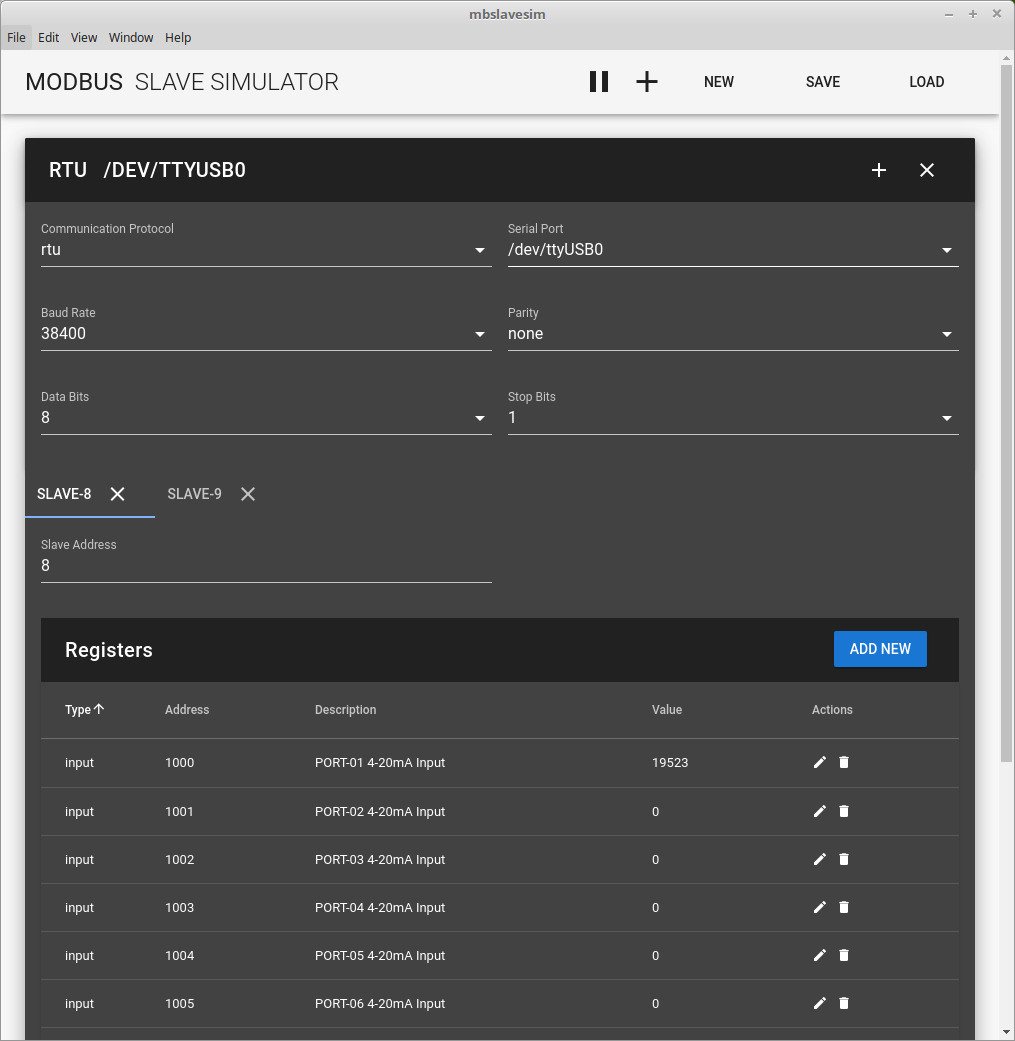 mbslavesim
File Edit View Window Help
MODBUS SLAVE SIMULATOR NEW SAVE LOAD
RTU /DEV/TTYUSB0
Communication Protocol Serial Port
rtu /dev/ttyUSB0
Baud Rate Parity
38400 none
Data Bits Stop Bits
8 1
SLAVE-8 SLAVE-9
Slave Address
8
Registers ADD NEW
Type Address Description Value Actions
input 1000 PORT-01 4-20mA Input 19523
input 1001 PORT-02 4-20mA Input 0
input 1002 PORT-03 4-20mA Input 0
input 1003 PORT-04 4-20mA Input 0
input 1004 PORT-05 4-20mA Input 0
input 1005 PORT-06 4-20mA Input 0